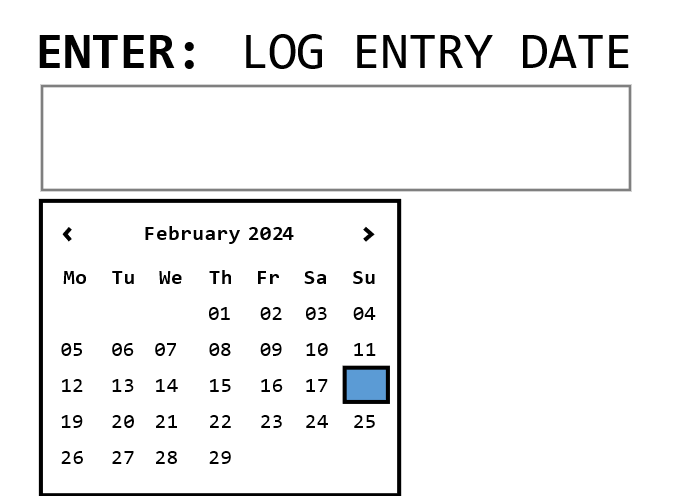 ENTER: LOG ENTRY DATE
‹ February 2024 ›
Mo Tu We Th Fr Sa Su
01 02 03 04
05 06 07 08 09 10 11
12 13 14 15 16 17
19 20 21 22 23 24 25
26 27 28 29